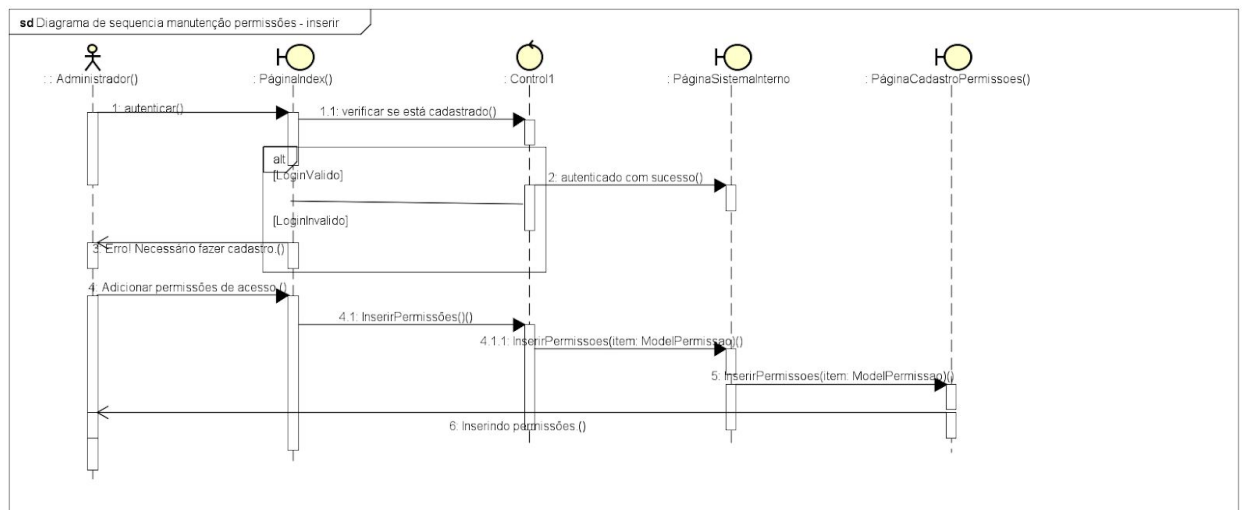 sd Diagrama de sequencia manutenção permissões - inserir
: : Administrador()
: PáginaIndex()
: Control1
: PáginaSistemaInterno
: PáginaCadastroPermissoes()
1: autenticar()
1.1: verificar se está cadastrado()
alt
[LoginValido]
2: autenticado com sucesso()
[LoginInvalido]
3: Erro! Necessário fazer cadastro.()
4: Adicionar permissões de acesso.()
4.1: InserirPermissões()()
4.1.1: InserirPermissoes(item: ModelPermissao)()
5: InserirPermissoes(item: ModelPermissao)()
6: Inserindo permissões.()